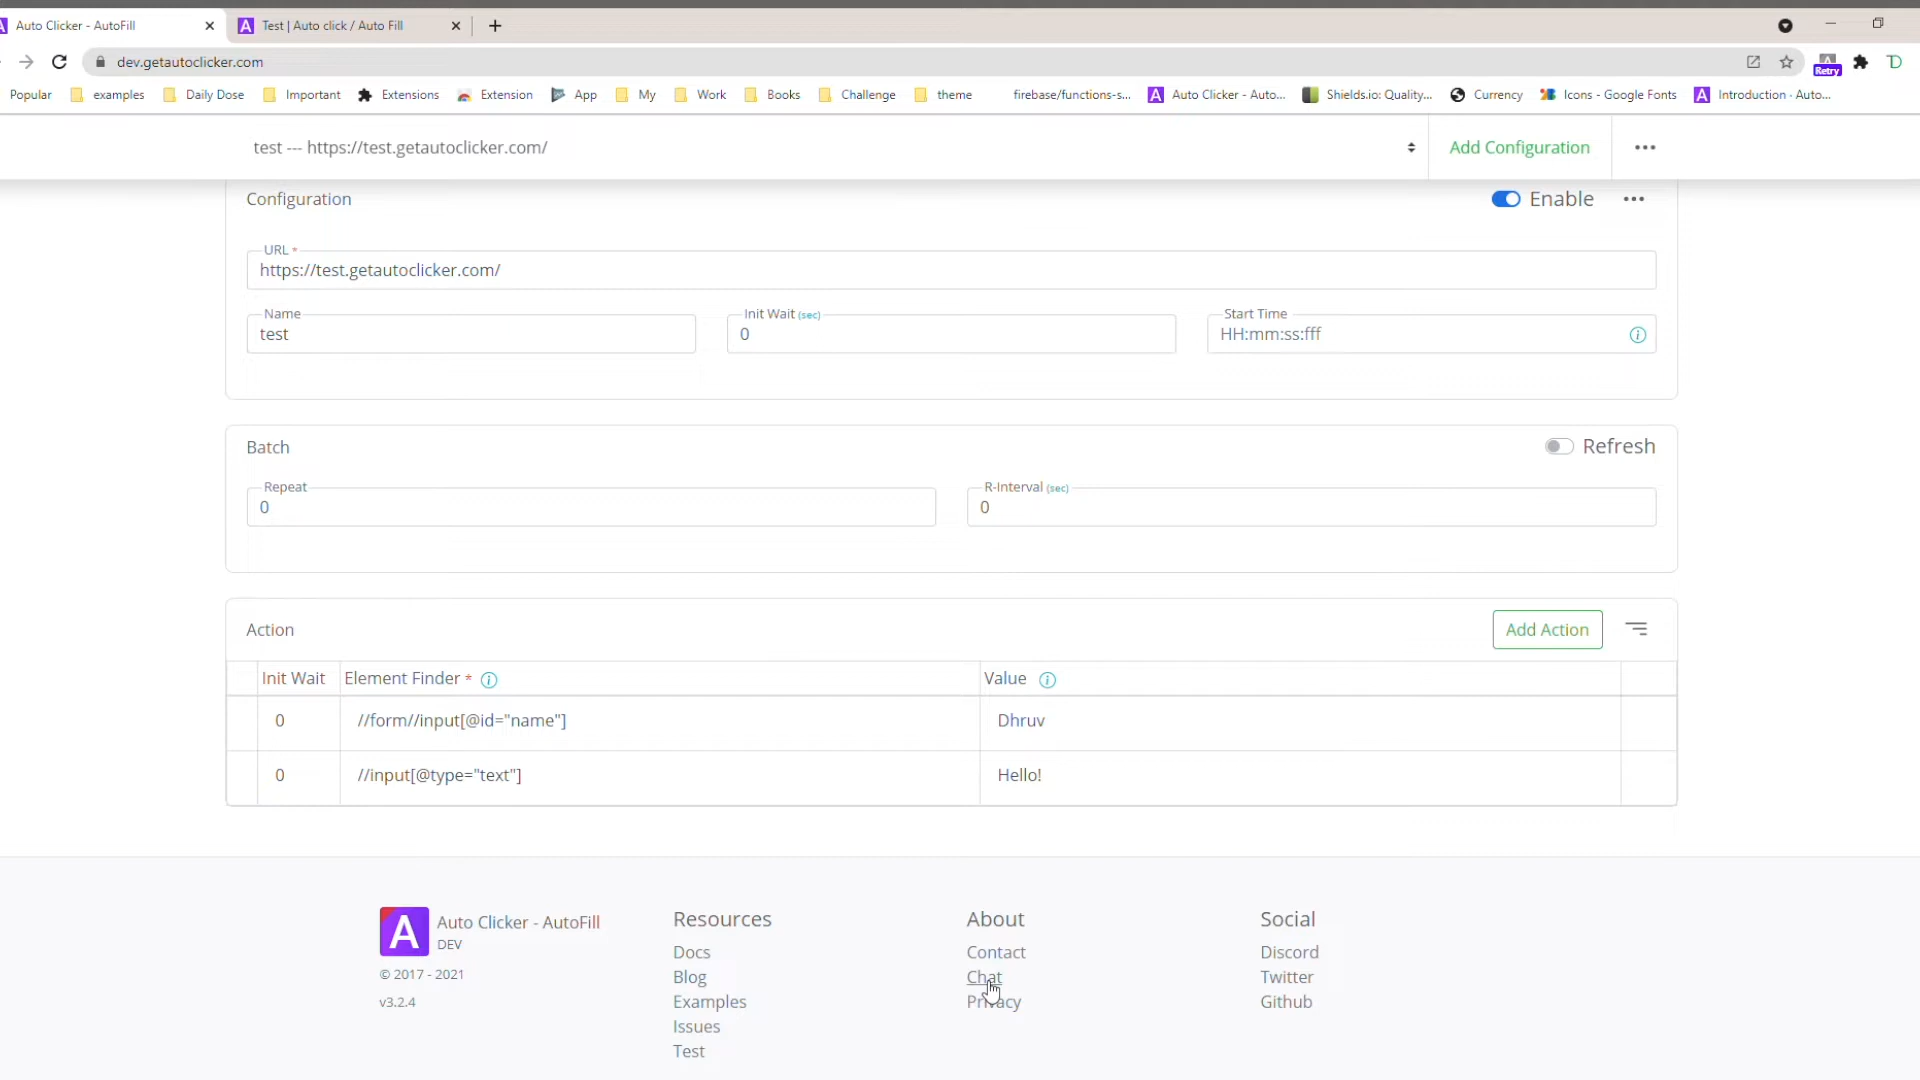 Auto Clicker - AutoFill
Test | Auto click / Auto Fill
dev.getautoclicker.com
Retry
Popular examples Daily Dose Important Extensions Extension App My Work Books Challenge theme firebase/functions-s... Auto Clicker - Auto... Shields.io: Quality... Currency Icons - Google Fonts Introduction · Auto...
test --- https://test.getautoclicker.com/
Add Configuration
Configuration
Enable
URL *
https://test.getautoclicker.com/
Name Init Wait (sec) Start Time
test 0 HH:mm:ss:fff
Batch
Refresh
Repeat R-Interval (sec)
0 0
Action
Add Action
Init Wait Element Finder * Value
0 //form//input[@id="name"] Dhruv
0 //input[@type="text"] Hello!
A Auto Clicker - AutoFill
DEV
© 2017 - 2021
v3.2.4
Resources
Docs
Blog
Examples
Issues
Test
About
Contact
Chat
Privacy
Social
Discord
Twitter
Github